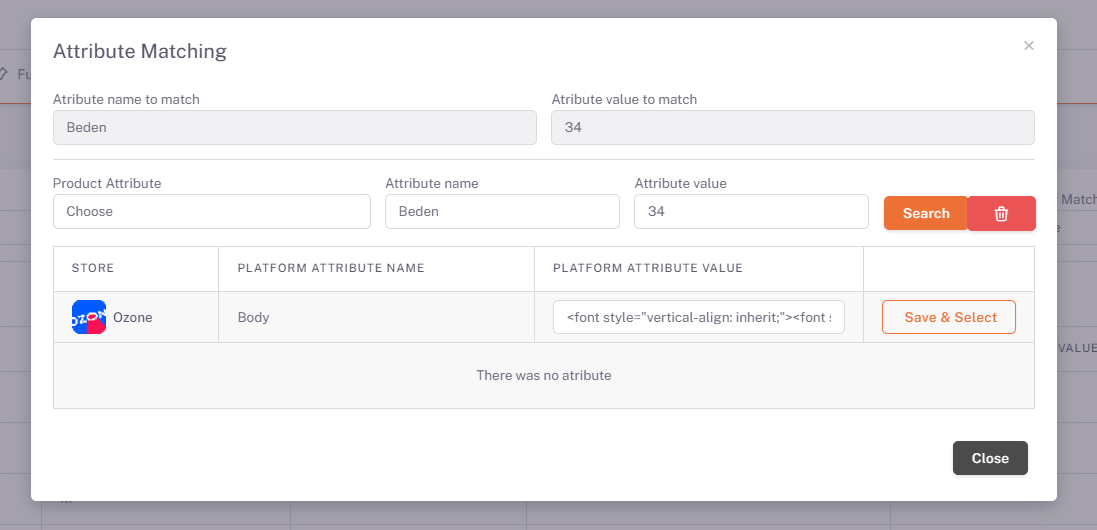 Attribute Matching
×
Fu
Atribute name to match
Atribute value to match
Beden
34
Product Attribute
Attribute name
Attribute value
Choose
Beden
34
Search
Match
STORE
PLATFORM ATTRIBUTE NAME
PLATFORM ATTRIBUTE VALUE
OZON
Ozone
Body
<font style="vertical-align: inherit;"><font s
Save & Select
VALUE
There was no atribute
Close